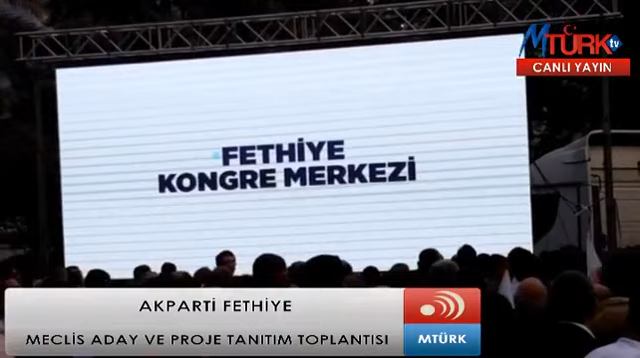 MTÜRK tv
CANLI YAYIN
FETHİYE
KONGRE MERKEZİ
AKPARTİ FETHİYE
MECLİS ADAY VE PROJE TANITIM TOPLANTISI
MTÜRK